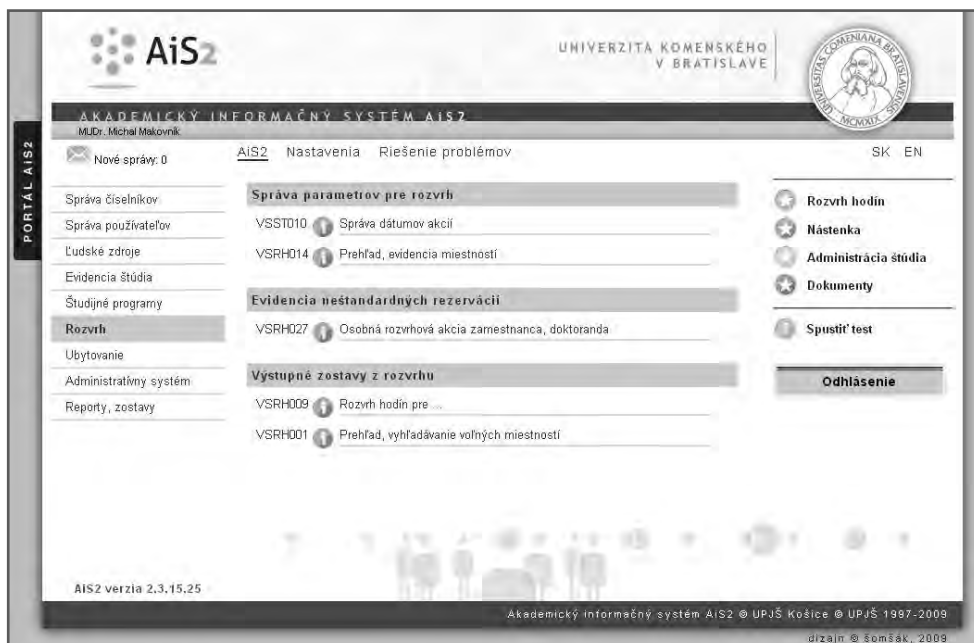 AiS2
UNIVERZITA KOMENSKÉHO
V BRATISLAVE
UNIVERSITAS COMENIANA BRATISLAVENSIS
MCMXIX
AKADEMICKÝ INFORMAČNÝ SYSTÉM AIS2
MUDr. Michal Makovník
PORTÁL AiS2
Nové správy: 0
AiS2 Nastavenia Riešenie problémov
SK EN
Správa číselníkov
Správa používateľov
Ľudské zdroje
Evidencia štúdia
Študijné programy
Rozvrh
Ubytovanie
Administratívny systém
Reporty, zostavy
Správa parametrov pre rozvrh
VSST010 Správa dátumov akcií
VSRH014 Prehľad, evidencia miestností
Evidencia neštandardných rezervácií
VSRH027 Osobná rozvrhová akcia zamestnanca, doktoranda
Výstupné zostavy z rozvrhu
VSRH009 Rozvrh hodín pre ...
VSRH001 Prehľad, vyhľadávanie voľných miestností
Rozvrh hodín
Nástenka
Administrácia štúdia
Dokumenty
Spustiť test
Odhlásenie
AiS2 verzia 2.3.15.25
Akademický informačný systém AiS2 @ UPJŠ Košice @ UPJŠ 1997-2009
dizajn @ šomšák, 2009